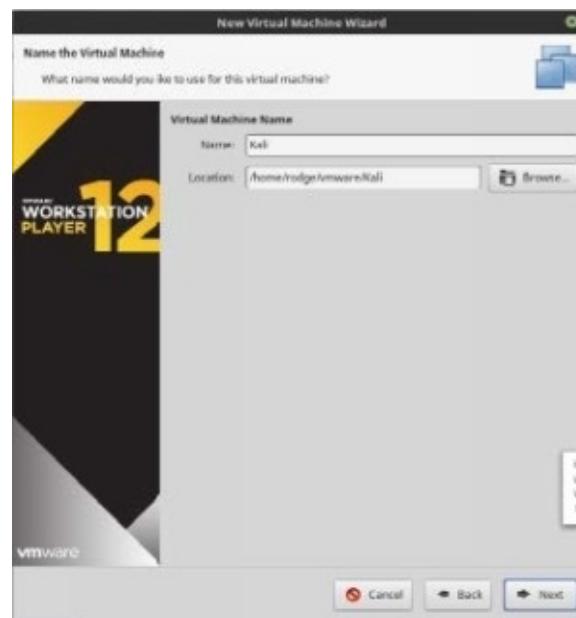 New Virtual Machine Wizard
Name the Virtual Machine
What name would you like to use for this virtual machine?
Virtual Machine Name
Name: Kali
Location: /home/rodge/vmware/Kali Browse...
WORKSTATION
PLAYER 12
vmware
Cancel Back Next